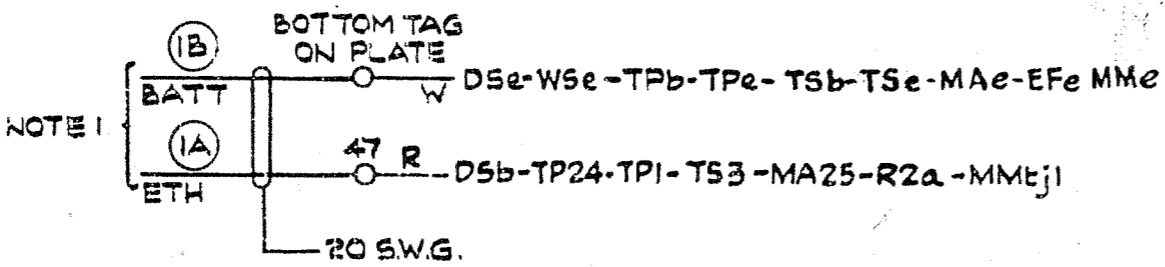 BOTTOM TAG
ON PLATE
1B
BATT
W DSe-WSe-TPb-TPe-TSb-TSe-MAe-EFe MMe
NOTE 1
1A
ETH
47 R DSb-TP24-TP1-TS3-MA25-R2a-MMtj1
20 S.W.G.